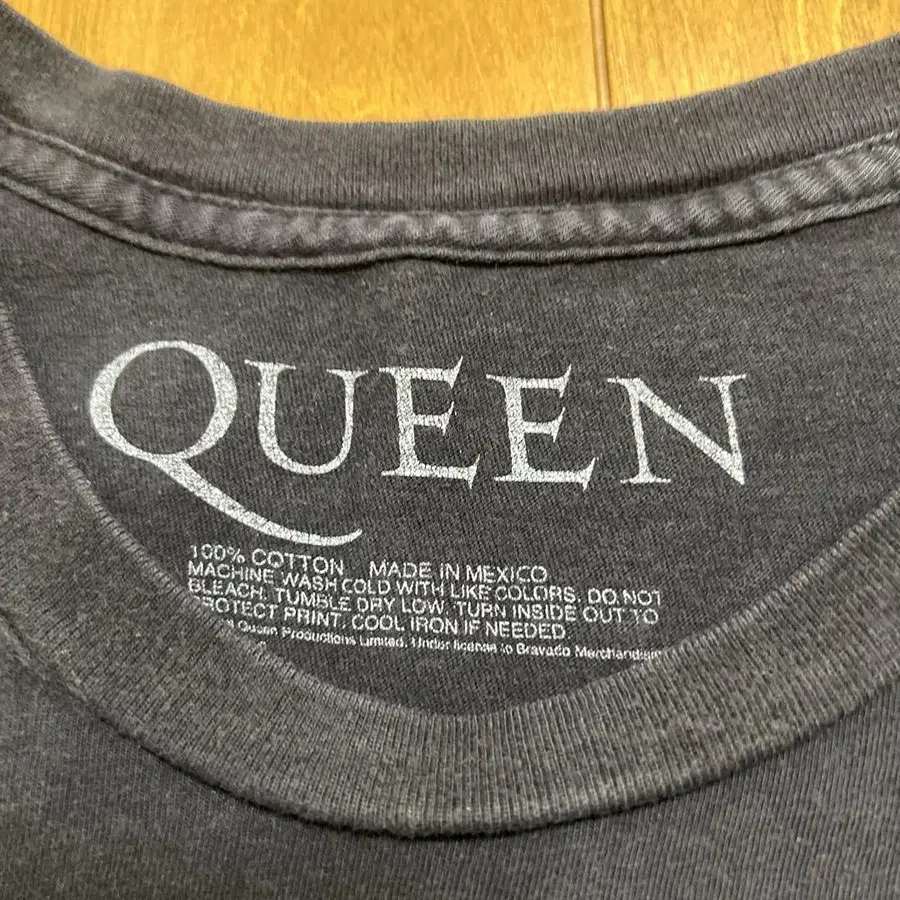 QUEEN
100% COTTON MADE IN MEXICO
MACHINE WASH COLD WITH LIKE COLORS. DO NOT
BLEACH. TUMBLE DRY LOW. TURN INSIDE OUT TO
PROTECT PRINT. COOL IRON IF NEEDED
Queen Productions Limited. Under license to Bravado